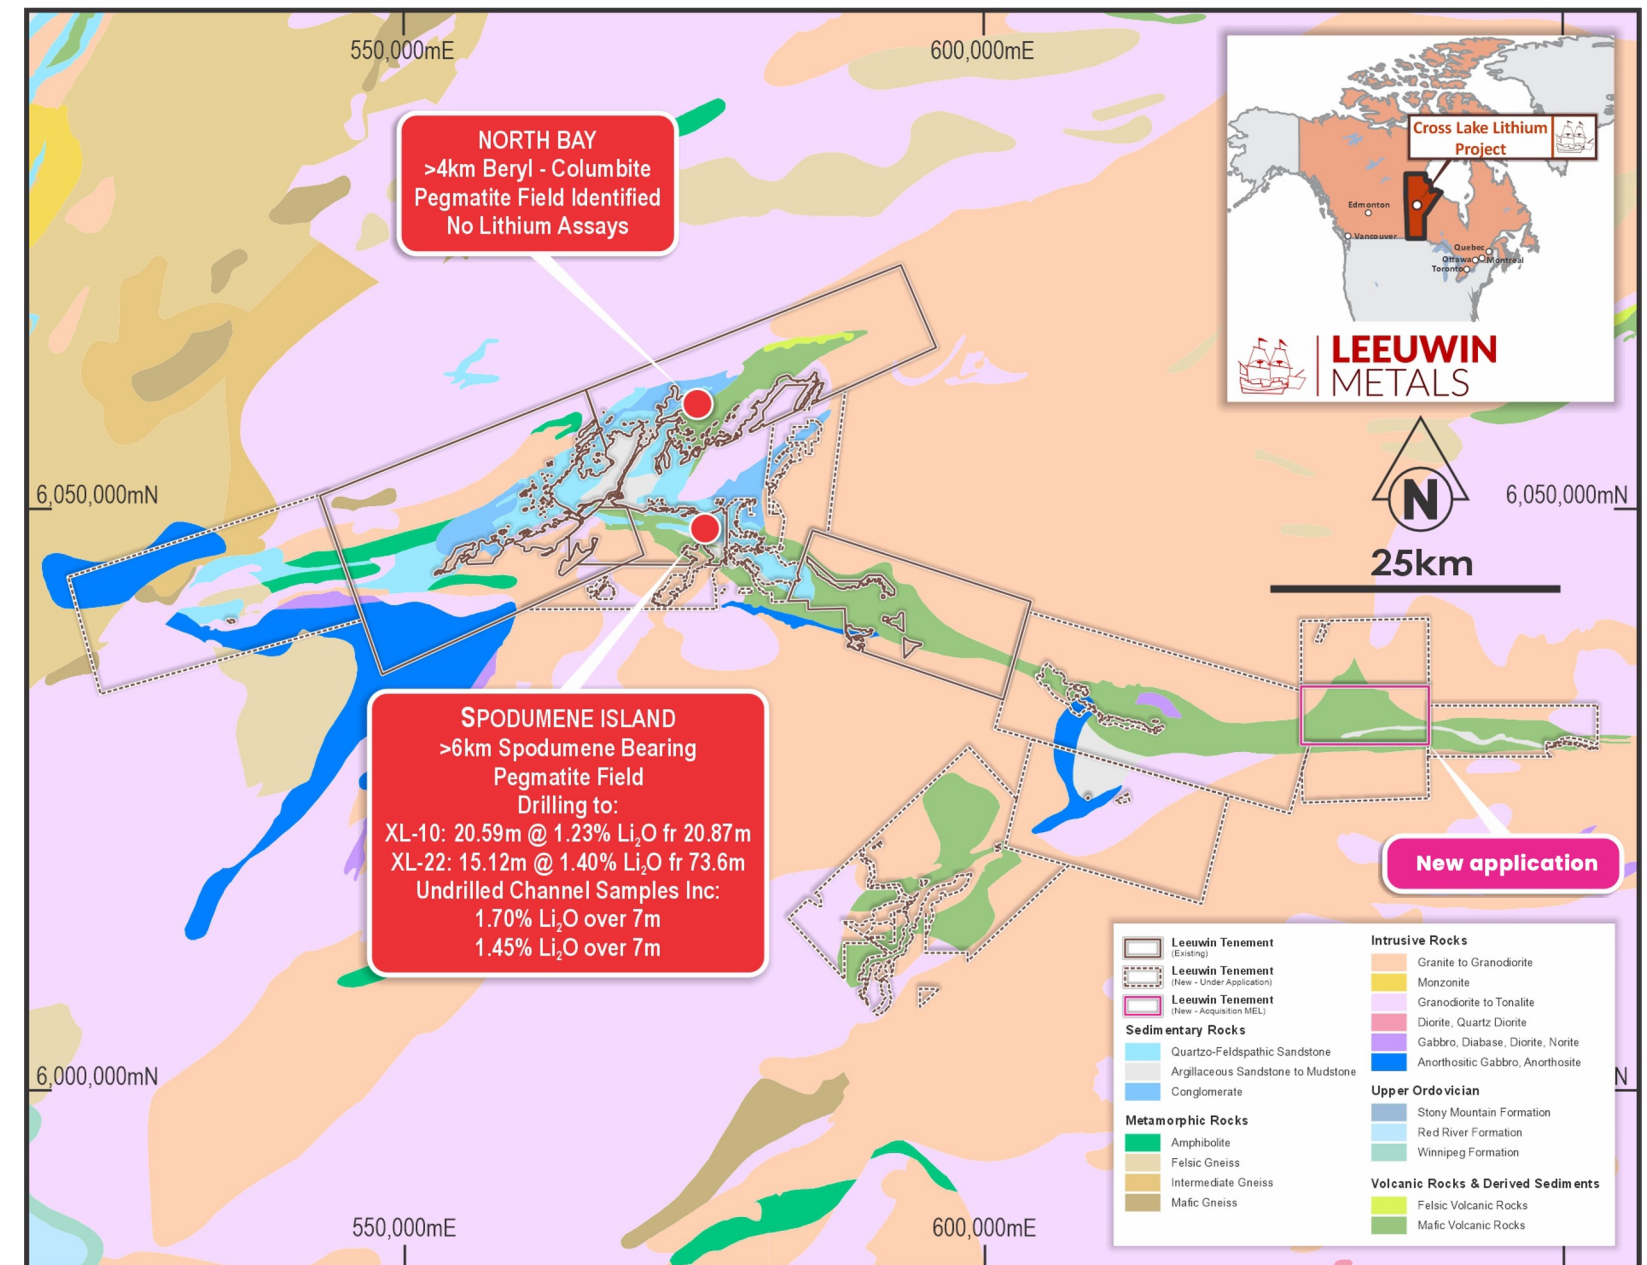 550,000mE
600,000mE
NORTH BAY
>4km Beryl - Columbite
Pegmatite Field Identified
No Lithium Assays
Cross Lake Lithium
Project
Edmonton
Vancouver
Quebec
Ottawa
Montreal
Toronto
LEEUWIN
METALS
6,050,000mN
6,050,000mN
N
25km
SPODUMENE ISLAND
>6km Spodumene Bearing
Pegmatite Field
Drilling to:
XL-10: 20.59m @ 1.23% Li₂O fr 20.87m
XL-22: 15.12m @ 1.40% Li₂O fr 73.6m
Undrilled Channel Samples Inc:
1.70% Li₂O over 7m
1.45% Li₂O over 7m
New application
Leeuwin Tenement
(Existing)
Leeuwin Tenement
(New - Under Application)
Leeuwin Tenement
(New - Acquisition MEL)
Sedimentary Rocks
Quartzo-Feldspathic Sandstone
Argillaceous Sandstone to Mudstone
Conglomerate
Metamorphic Rocks
Amphibolite
Felsic Gneiss
Intermediate Gneiss
Mafic Gneiss
Intrusive Rocks
Granite to Granodiorite
Monzonite
Granodiorite to Tonalite
Diorite, Quartz Diorite
Gabbro, Diabase, Diorite, Norite
Anorthositic Gabbro, Anorthosite
Upper Ordovician
Stony Mountain Formation
Red River Formation
Winnipeg Formation
Volcanic Rocks & Derived Sediments
Felsic Volcanic Rocks
Mafic Volcanic Rocks
6,000,000mN
N
550,000mE
600,000mE